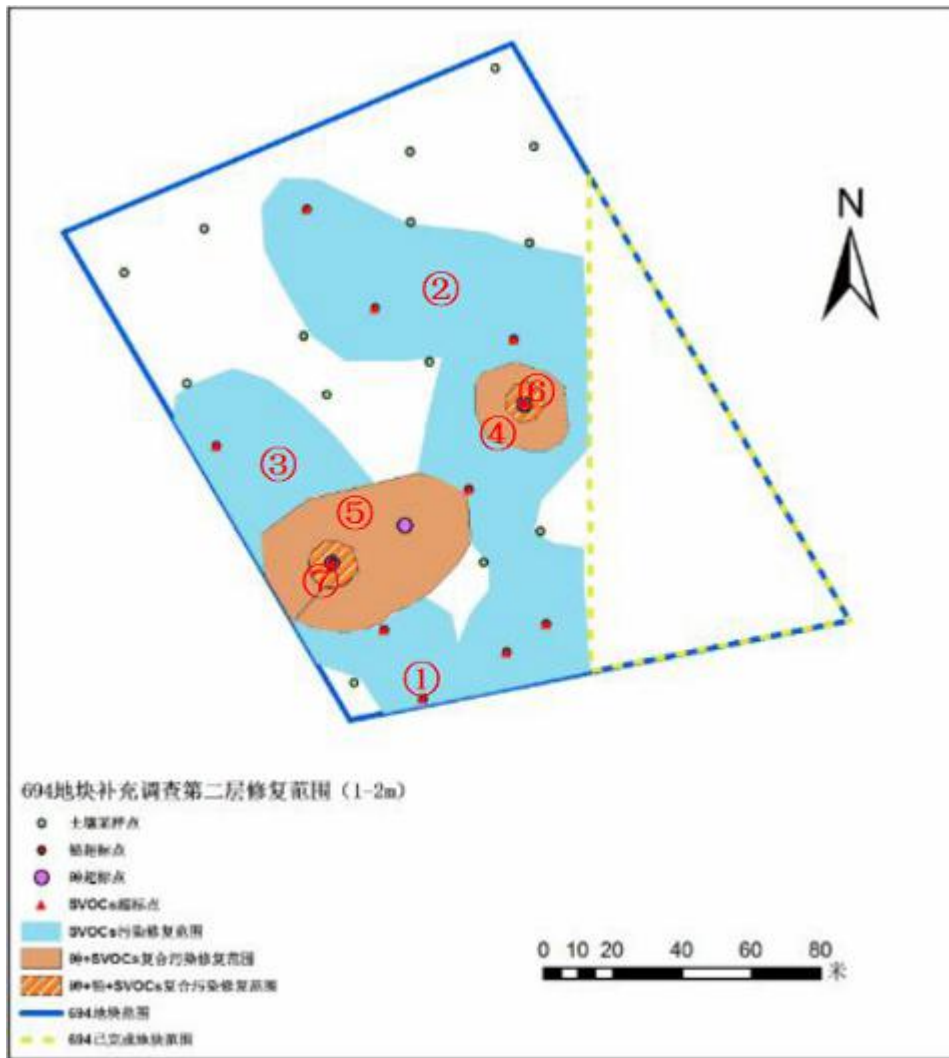 N
②
⑥
④
③
⑤
⑦
①
694地块补充调查第二层修复范围（1-2m）
土壤采样点
铅超标点
砷超标点
SVOCs超标点
SVOCs污染修复范围
砷+SVOCs复合污染修复范围
砷+铅+SVOCs复合污染修复范围
694地块范围
694已完成地块范围
0 10 20 40 60 80
米